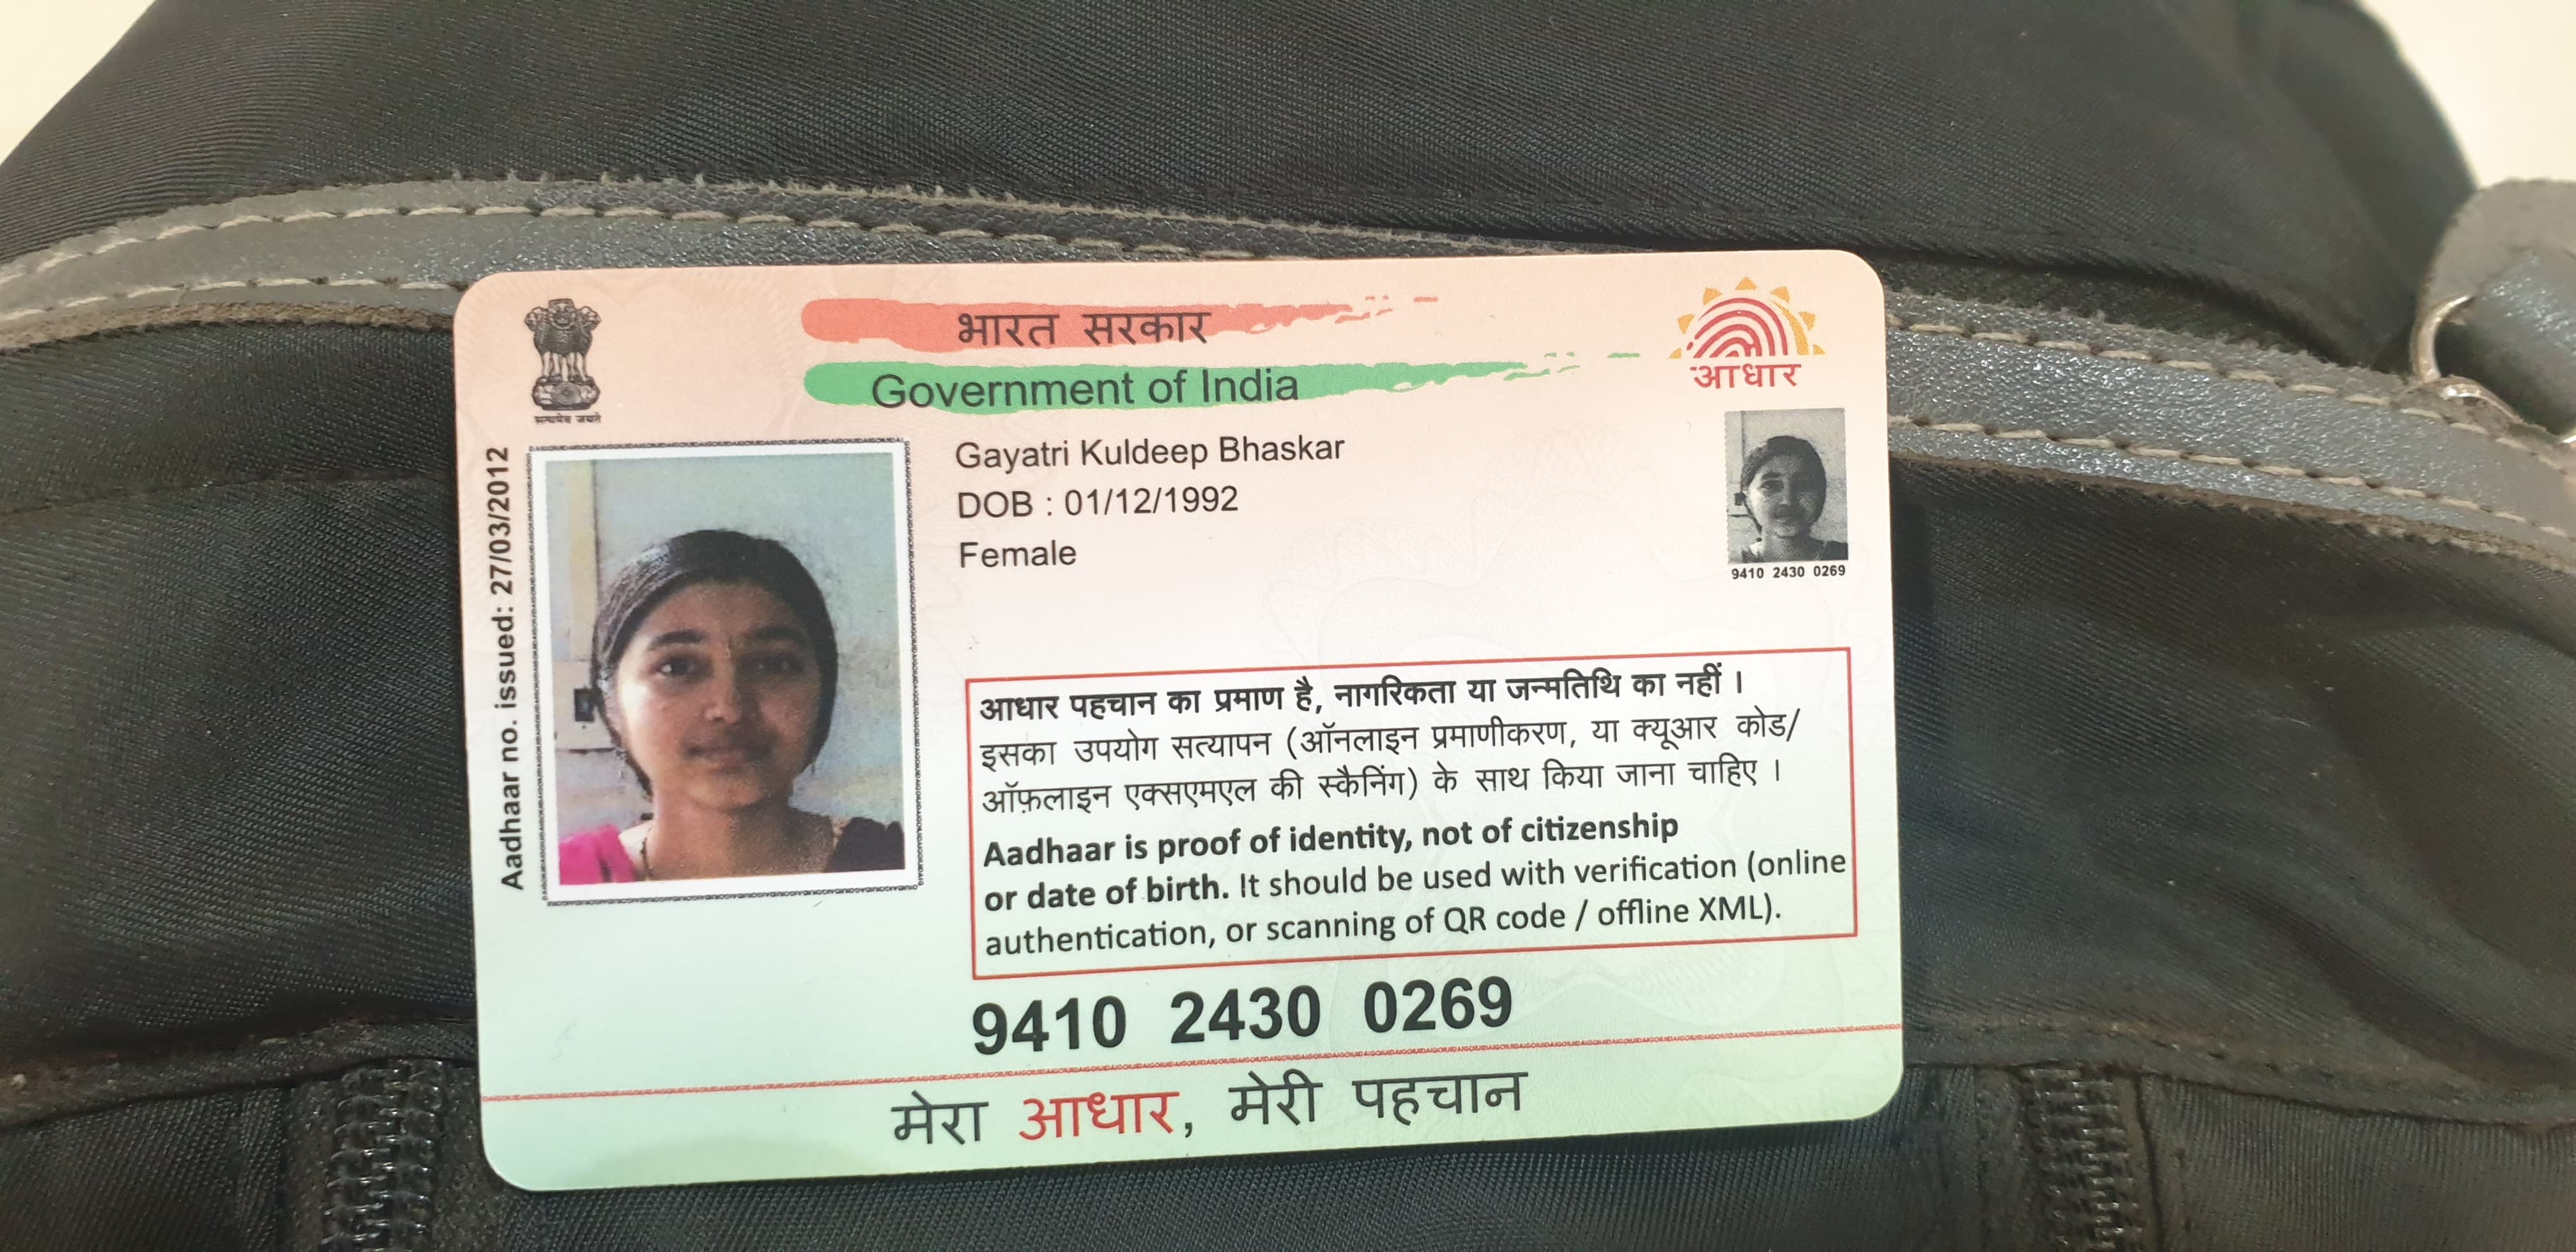 सत्यमेव जयते
भारत सरकार
Government of India
आधार
Aadhaar no. issued: 27/03/2012
Gayatri Kuldeep Bhaskar
DOB : 01/12/1992
Female
9410 2430 0269
आधार पहचान का प्रमाण है, नागरिकता या जन्मतिथि का नहीं ।
इसका उपयोग सत्यापन (ऑनलाइन प्रमाणीकरण, या क्यूआर कोड/
ऑफ़लाइन एक्सएमएल की स्कैनिंग) के साथ किया जाना चाहिए ।
Aadhaar is proof of identity, not of citizenship
or date of birth. It should be used with verification (online
authentication, or scanning of QR code / offline XML).
9410 2430 0269
मेरा आधार, मेरी पहचान